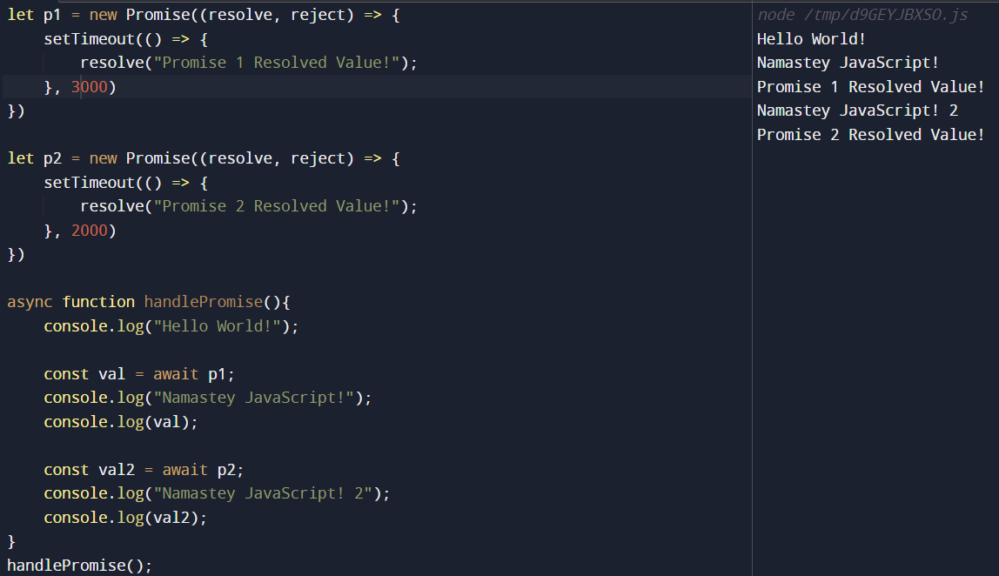 let p1 = new Promise((resolve, reject) => {
    setTimeout(() => {
        resolve("Promise 1 Resolved Value!");
    }, 3000)
})

let p2 = new Promise((resolve, reject) => {
    setTimeout(() => {
        resolve("Promise 2 Resolved Value!");
    }, 2000)
})

async function handlePromise(){
    console.log("Hello World!");

    const val = await p1;
    console.log("Namastey JavaScript!");
    console.log(val);

    const val2 = await p2;
    console.log("Namastey JavaScript! 2");
    console.log(val2);
}
handlePromise();
node /tmp/d9GEYJBXSO.js
Hello World!
Namastey JavaScript!
Promise 1 Resolved Value!
Namastey JavaScript! 2
Promise 2 Resolved Value!